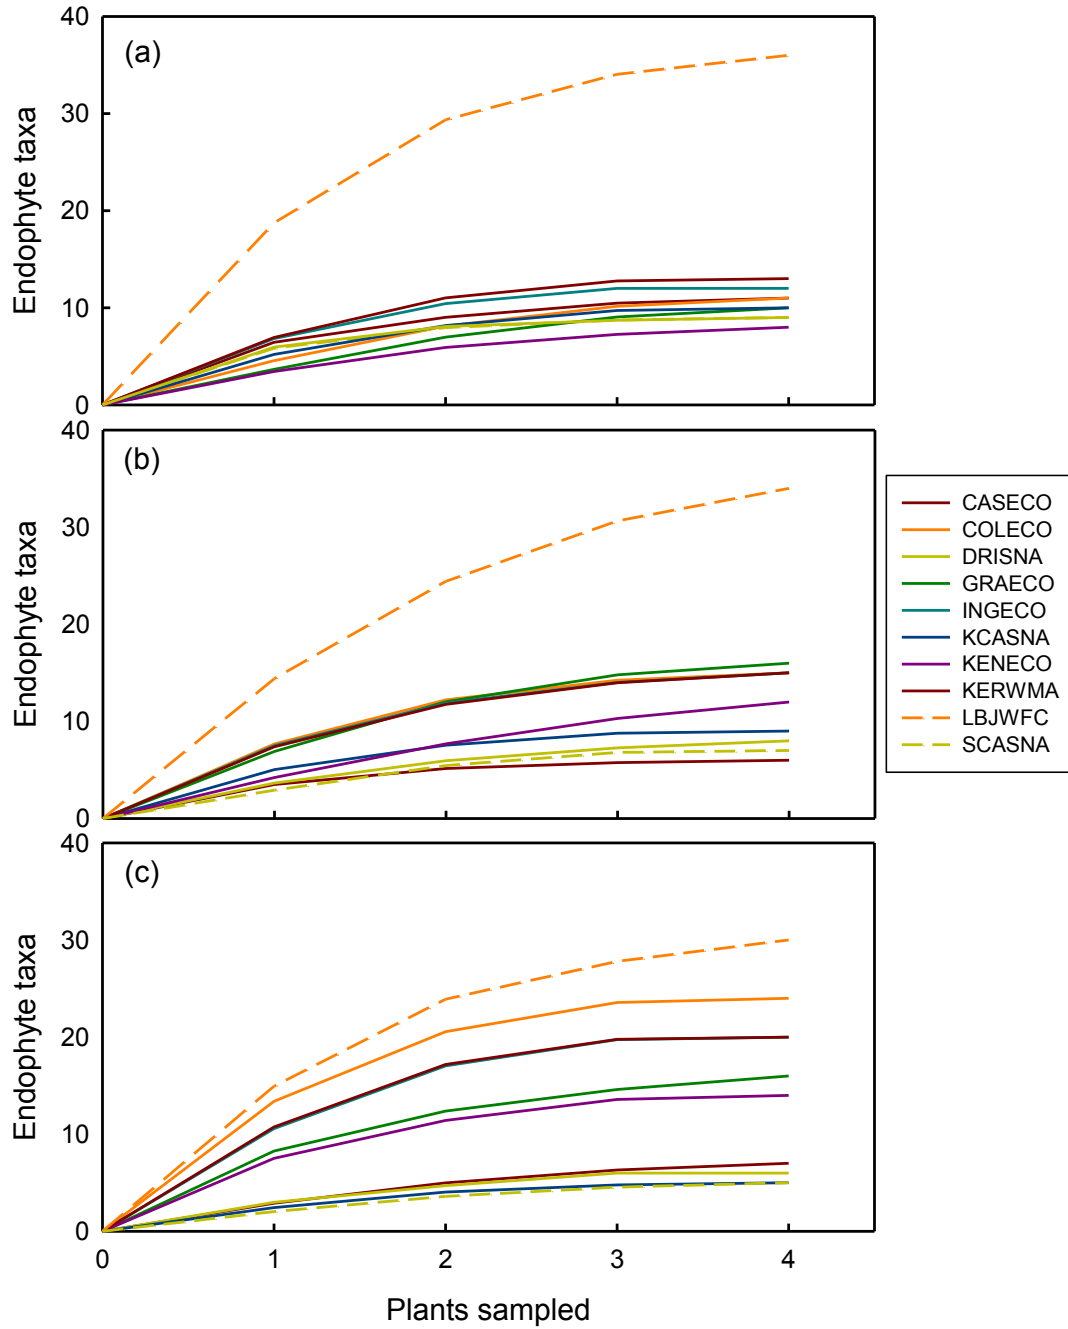 40
(a)
30
20
10
0
Endophyte taxa
40
(b)
30
20
10
0
Endophyte taxa
CASECO
COLECO
DRISNA
GRAECO
INGECO
KCASNA
KENECO
KERWMA
LBJWFC
SCASNA
40
(c)
30
20
10
0
Endophyte taxa
0 1 2 3 4
Plants sampled